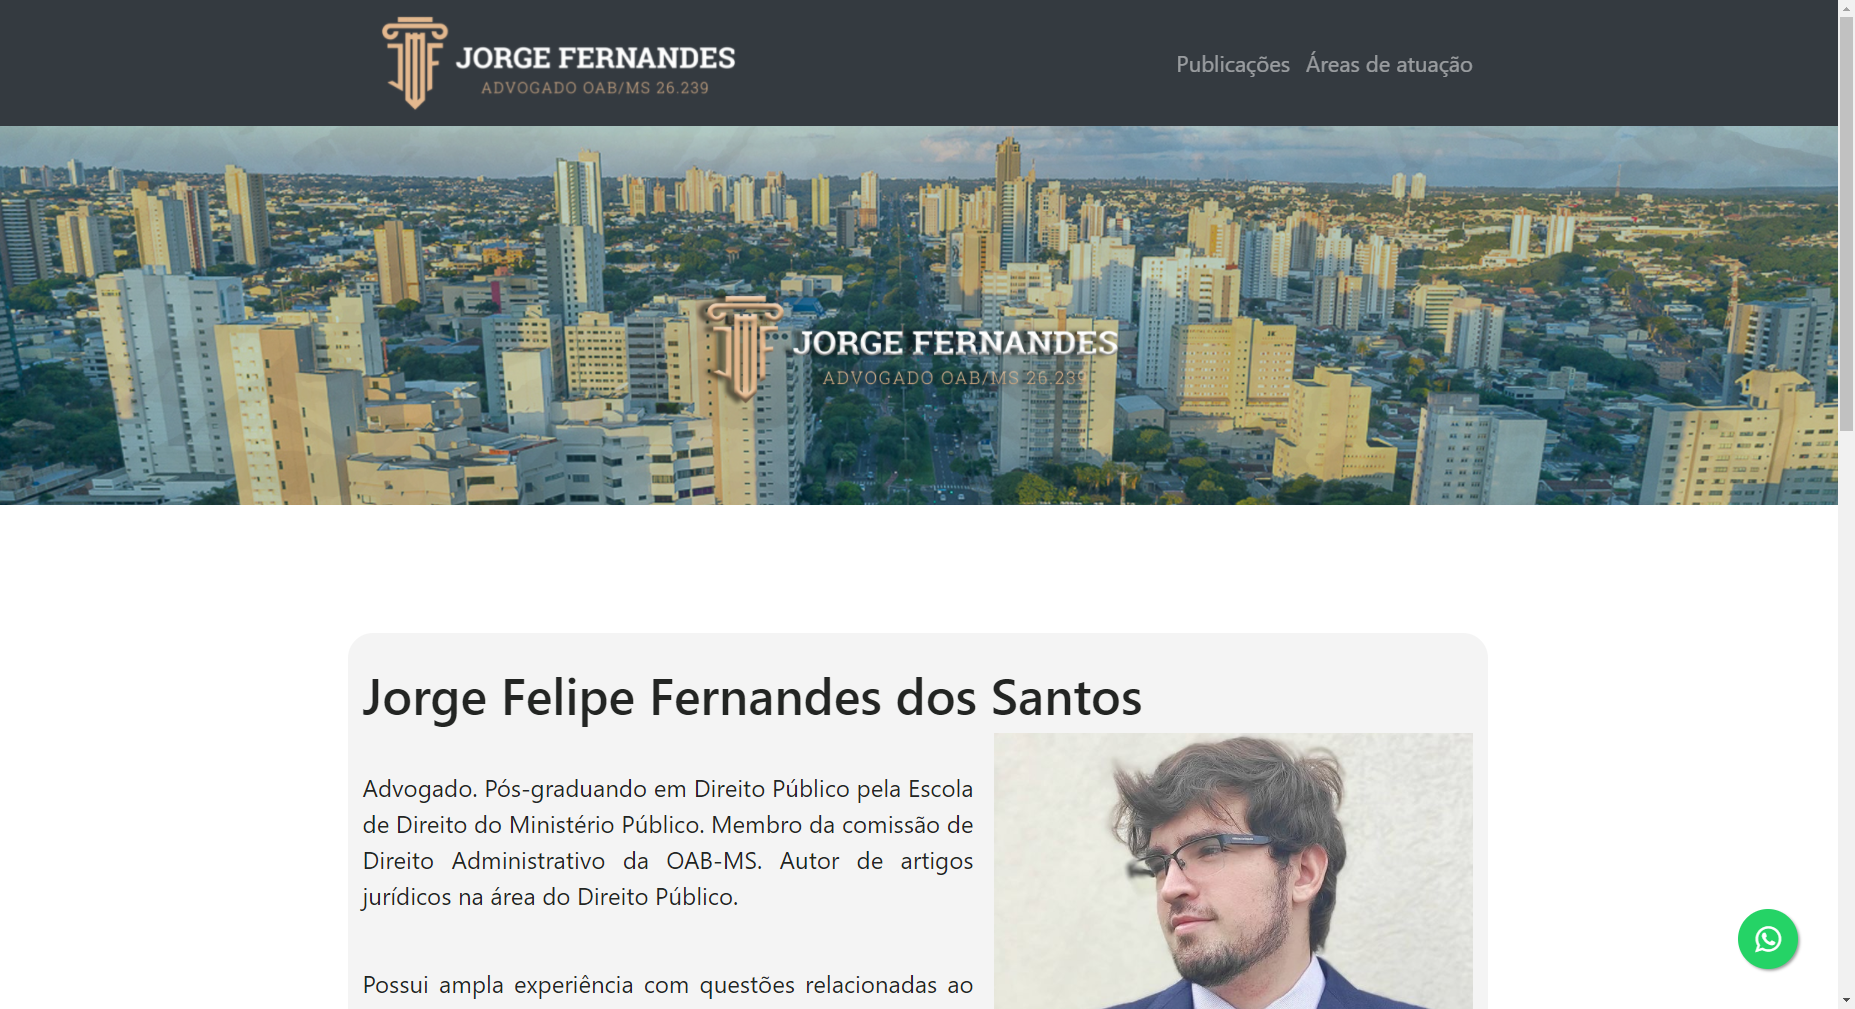 JORGE FERNANDES
ADVOGADO OAB/MS 26.239
Publicações Áreas de atuação
JORGE FERNANDES
ADVOGADO OAB/MS 26.239
Jorge Felipe Fernandes dos Santos
Advogado. Pós-graduando em Direito Público pela Escola
de Direito do Ministério Público. Membro da comissão de
Direito Administrativo da OAB-MS. Autor de artigos
jurídicos na área do Direito Público.
Possui ampla experiência com questões relacionadas ao